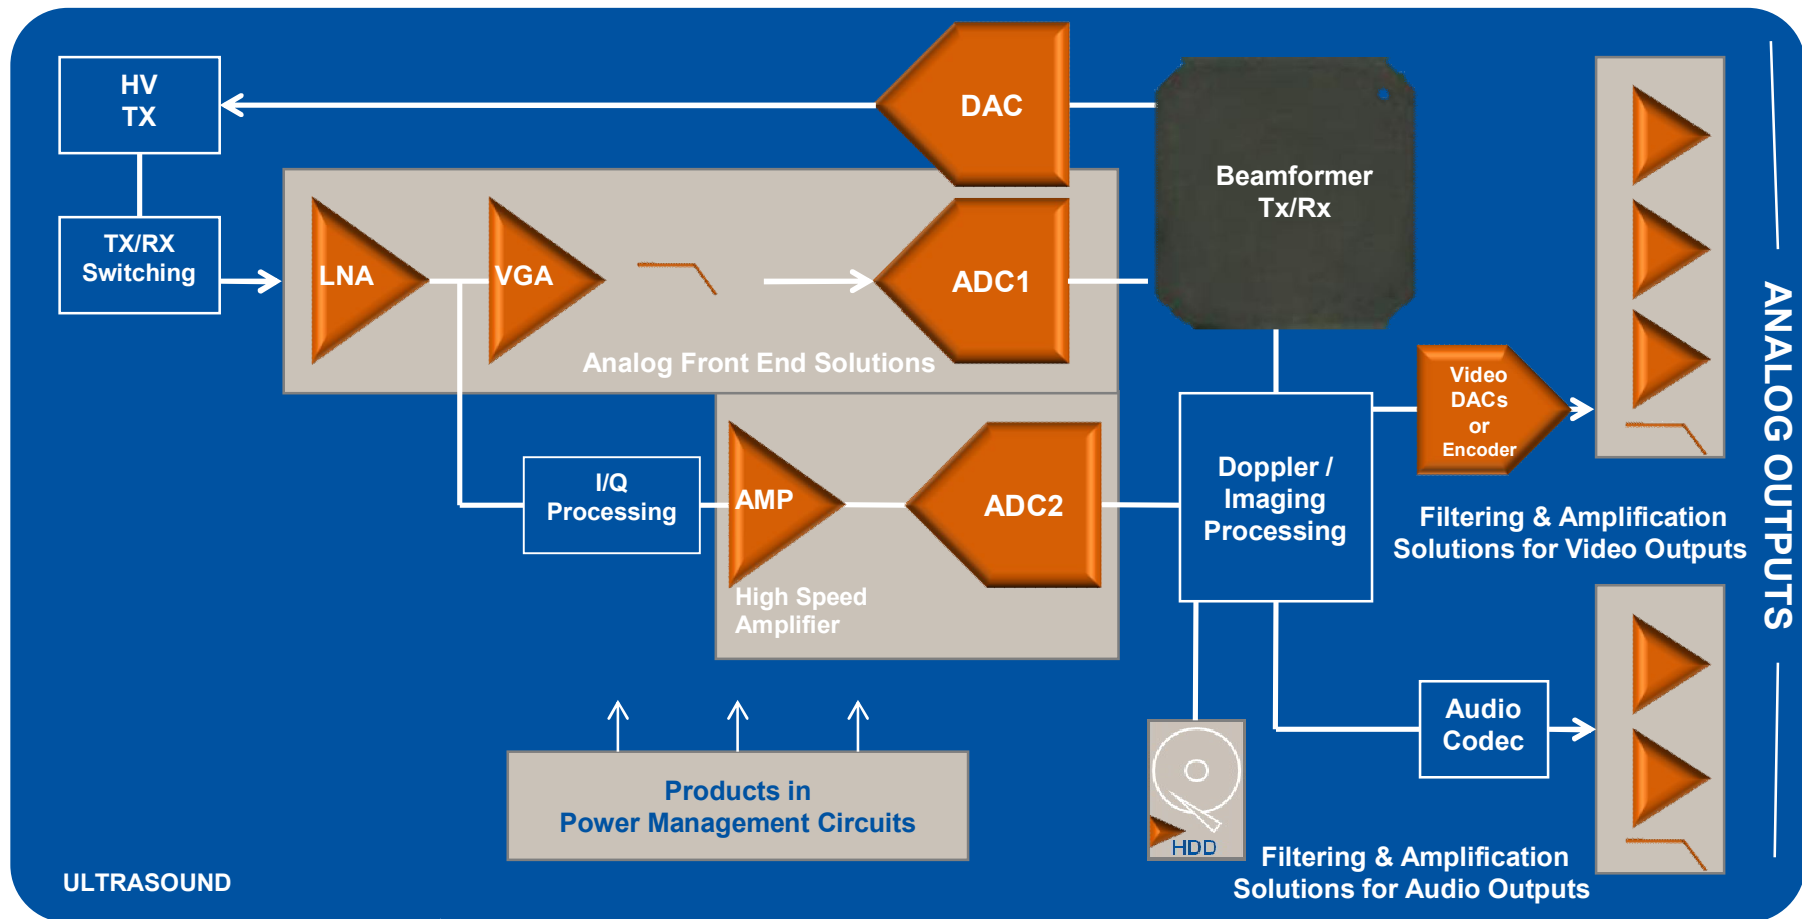 HV
TX
DAC
Beamformer
Tx/Rx
TX/RX
Switching
LNA
VGA
ADC1
Analog Front End Solutions
Video
DACs
or
Encoder
I/Q
Processing
AMP
ADC2
High Speed
Amplifier
Doppler /
Imaging
Processing
Filtering & Amplification
Solutions for Video Outputs
ANALOG OUTPUTS
Audio
Codec
Products in
Power Management Circuits
HDD
Filtering & Amplification
Solutions for Audio Outputs
ULTRASOUND